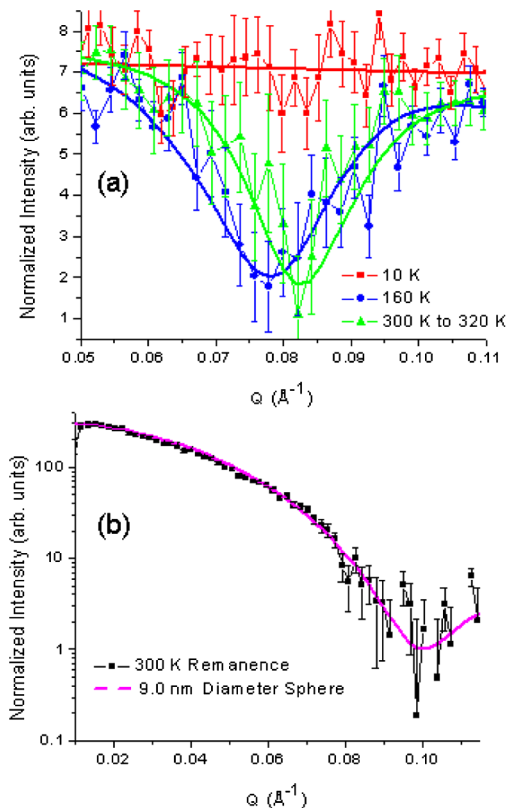 8
7
6
5
4
3
2
1
Normalized Intensity (arb. units)
(a)
10 K
160 K
300 K to 320 K
0.05 0.06 0.07 0.08 0.09 0.10 0.11
Q (Å⁻¹)
100
10
1
0.1
Normalized Intensity (arb. units)
(b)
300 K Remanence
9.0 nm Diameter Sphere
0.02 0.04 0.06 0.08 0.10
Q (Å⁻¹)